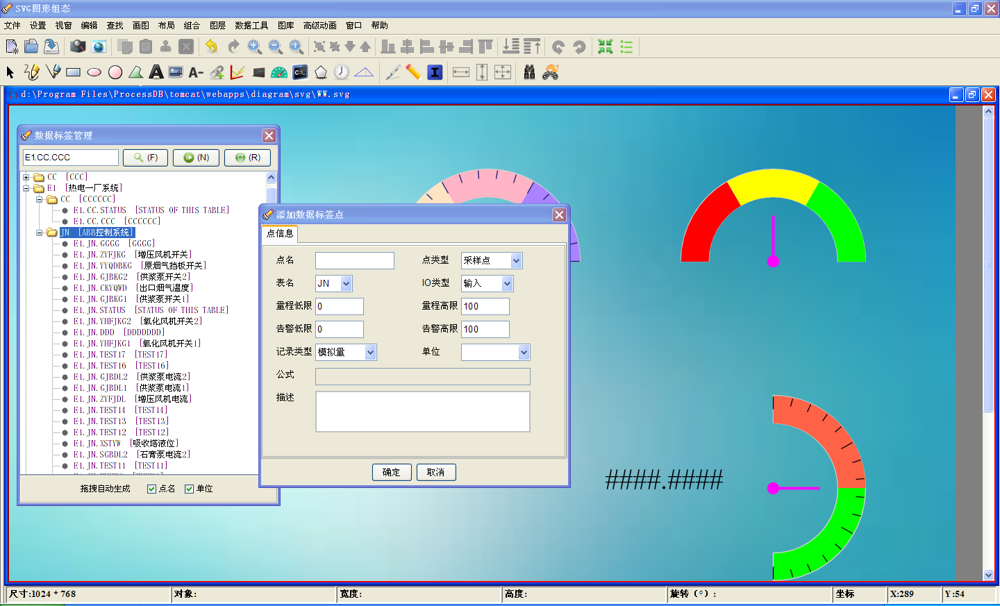 SVG图形组态
文件 设置 视窗 编辑 查找 画图 布局 组合 图层 数据工具 图库 高级动画 窗口 帮助
d:\Program Files\ProcessDB\tomcat\webapps\diagram\svg\WW.svg
数据标签管理
E1.CC.CCC (F) (N) (R)
CC [CCC]
E1 [热电一厂系统]
CC [CCCCCC]
E1.CC.STATUS [STATUS OF THIS TABLE]
E1.CC.CCC [CCCCCC]
JN [ABB控制系统]
E1.JN.GGGG [GGGG]
E1.JN.ZYFJKG [增压风机开关]
E1.JN.YYQDBKG [原烟气挡板开关]
E1.JN.GJBKG2 [供浆泵开关2]
E1.JN.CKYQWD [出口烟气温度]
E1.JN.GJBKG1 [供浆泵开关1]
E1.JN.STATUS [STATUS OF THIS TABLE]
E1.JN.YHFJKG2 [氧化风机开关2]
E1.JN.DDD [DDDDDDD]
E1.JN.YHFJKG1 [氧化风机开关1]
E1.JN.TEST17 [TEST17]
E1.JN.TEST16 [TEST16]
E1.JN.GJBDL2 [供浆泵电流2]
E1.JN.GJBDL1 [供浆泵电流1]
E1.JN.ZYFJDL [增压风机电流]
E1.JN.TEST14 [TEST14]
E1.JN.TEST13 [TEST13]
E1.JN.TEST12 [TEST12]
E1.JN.XSTYW [吸收塔液位]
E1.JN.SGBDL2 [石膏泵电流2]
E1.JN.TEST11 [TEST11]
拖拽自动生成 点名 单位
添加数据标签点
点信息
点名 点类型 采样点
表名 JN IO类型 输入
量程低限 0 量程高限 100
告警低限 0 告警高限 100
记录类型 模拟量 单位
公式
描述
确定 取消
####.####
尺寸:1024 * 768 对象: 宽度: 高度: 旋转（°）: 坐标 X:289 Y:54